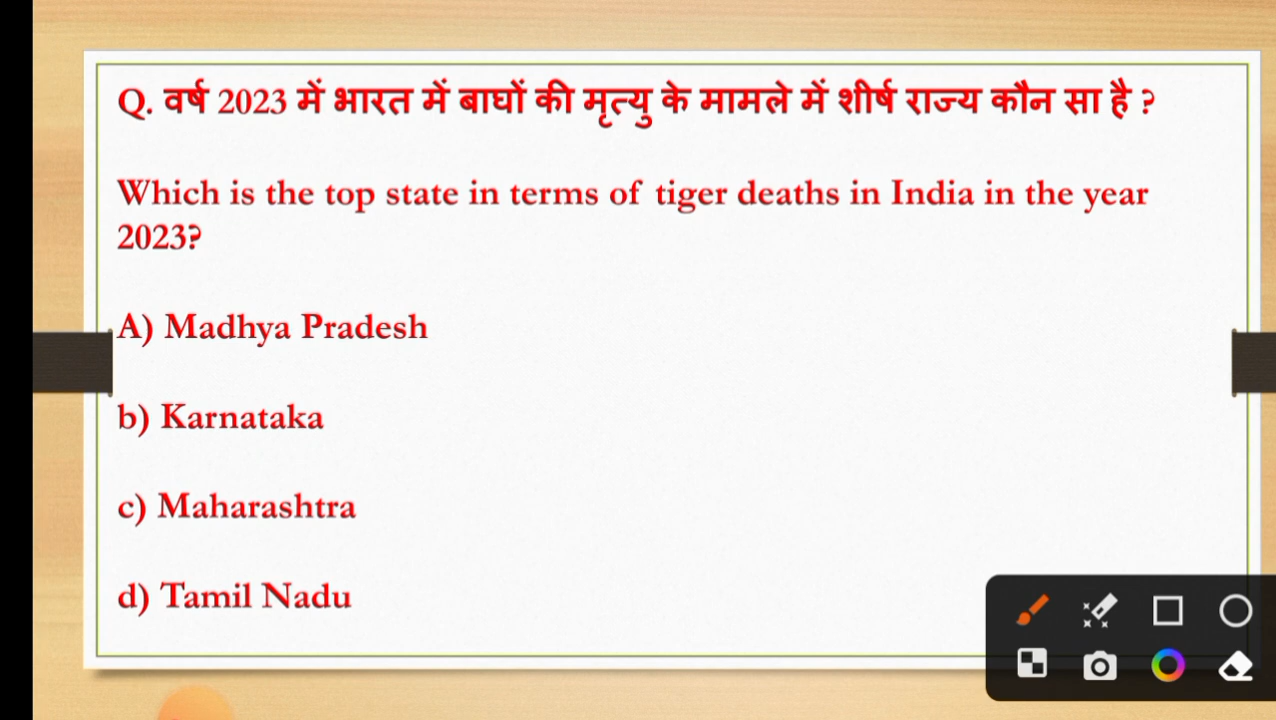 Q. वर्ष 2023 में भारत में बाघों की मृत्यु के मामले में शीर्ष राज्य कौन सा है ?
Which is the top state in terms of tiger deaths in India in the year
2023?
A) Madhya Pradesh
b) Karnataka
c) Maharashtra
d) Tamil Nadu